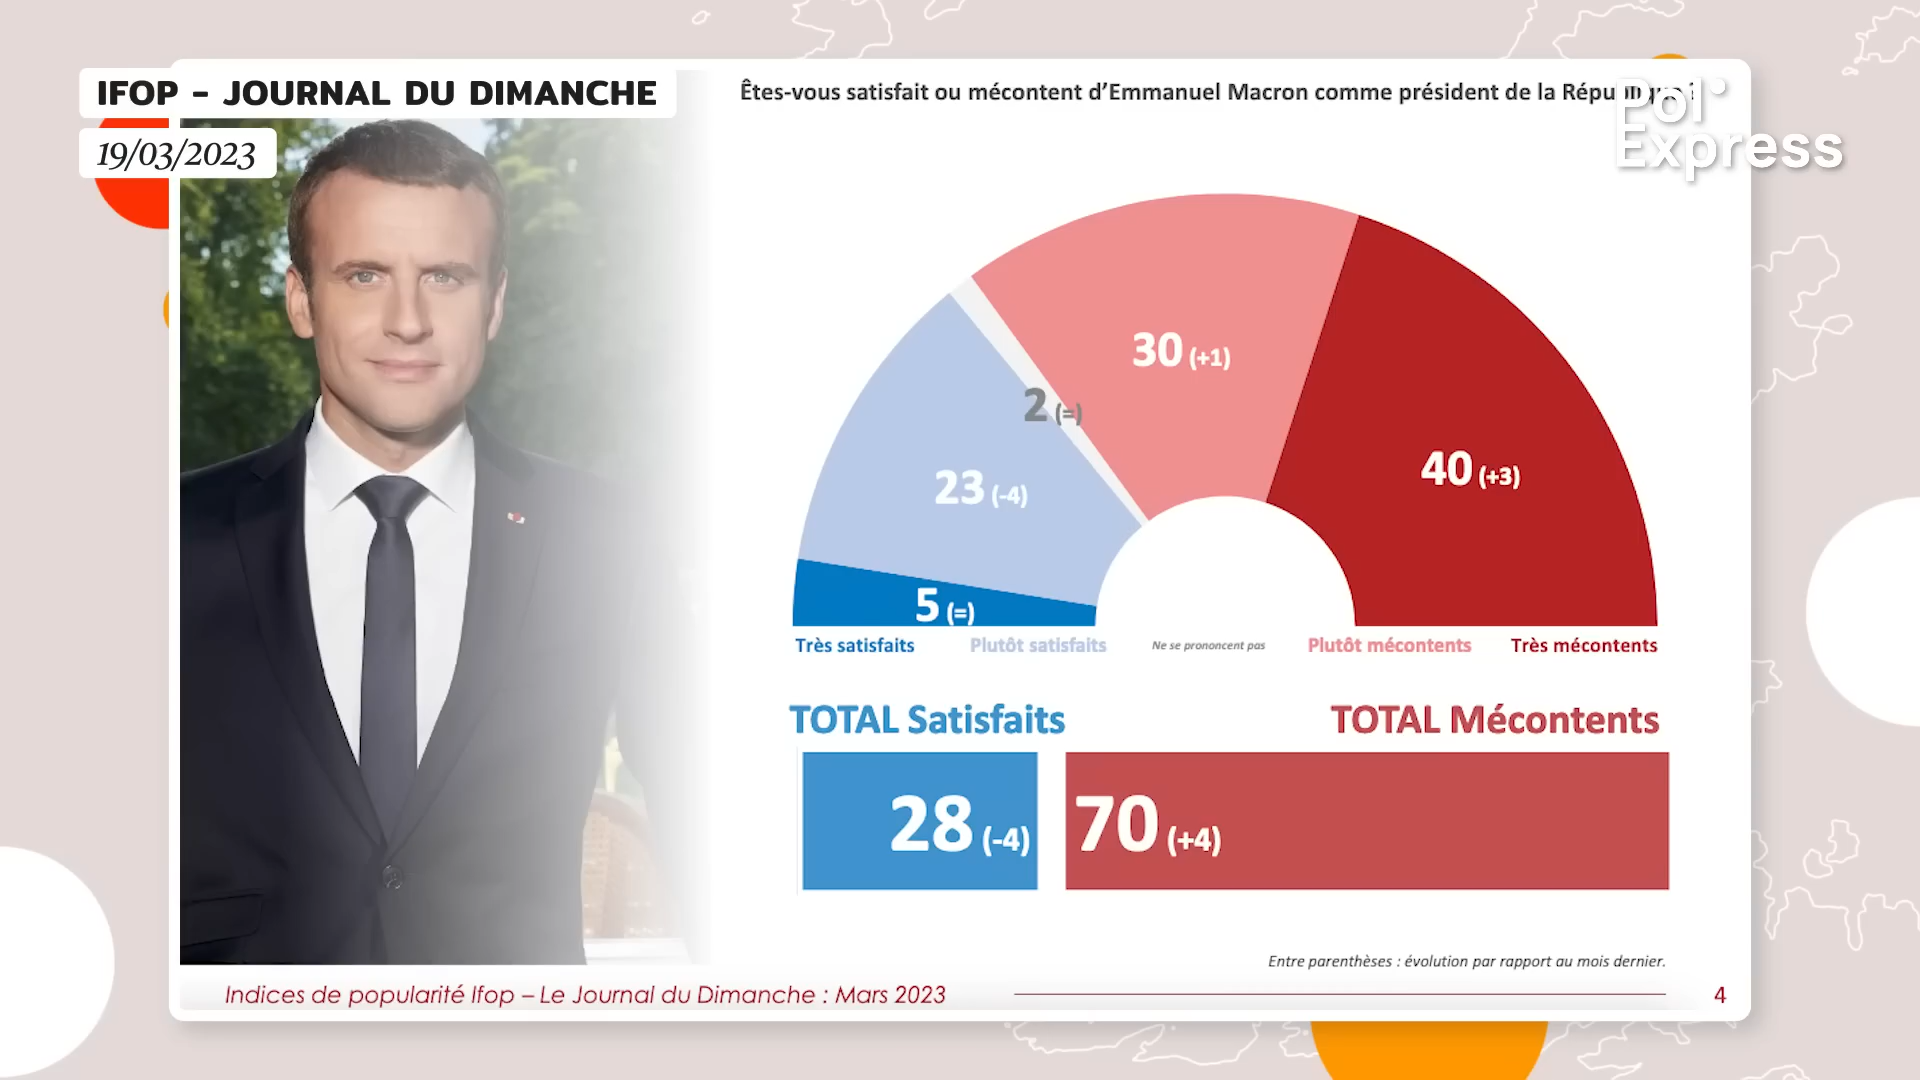 IFOP - JOURNAL DU DIMANCHE
19/03/2023
Êtes-vous satisfait ou mécontent d'Emmanuel Macron comme président de la République ?
Pol
Express
30 (+1)
2 (=)
40 (+3)
23 (-4)
5 (=)
Très satisfaits Plutôt satisfaits Ne se prononcent pas Plutôt mécontents Très mécontents
TOTAL Satisfaits TOTAL Mécontents
28 (-4) 70 (+4)
Entre parenthèses : évolution par rapport au mois dernier.
Indices de popularité Ifop – Le Journal du Dimanche : Mars 2023 4